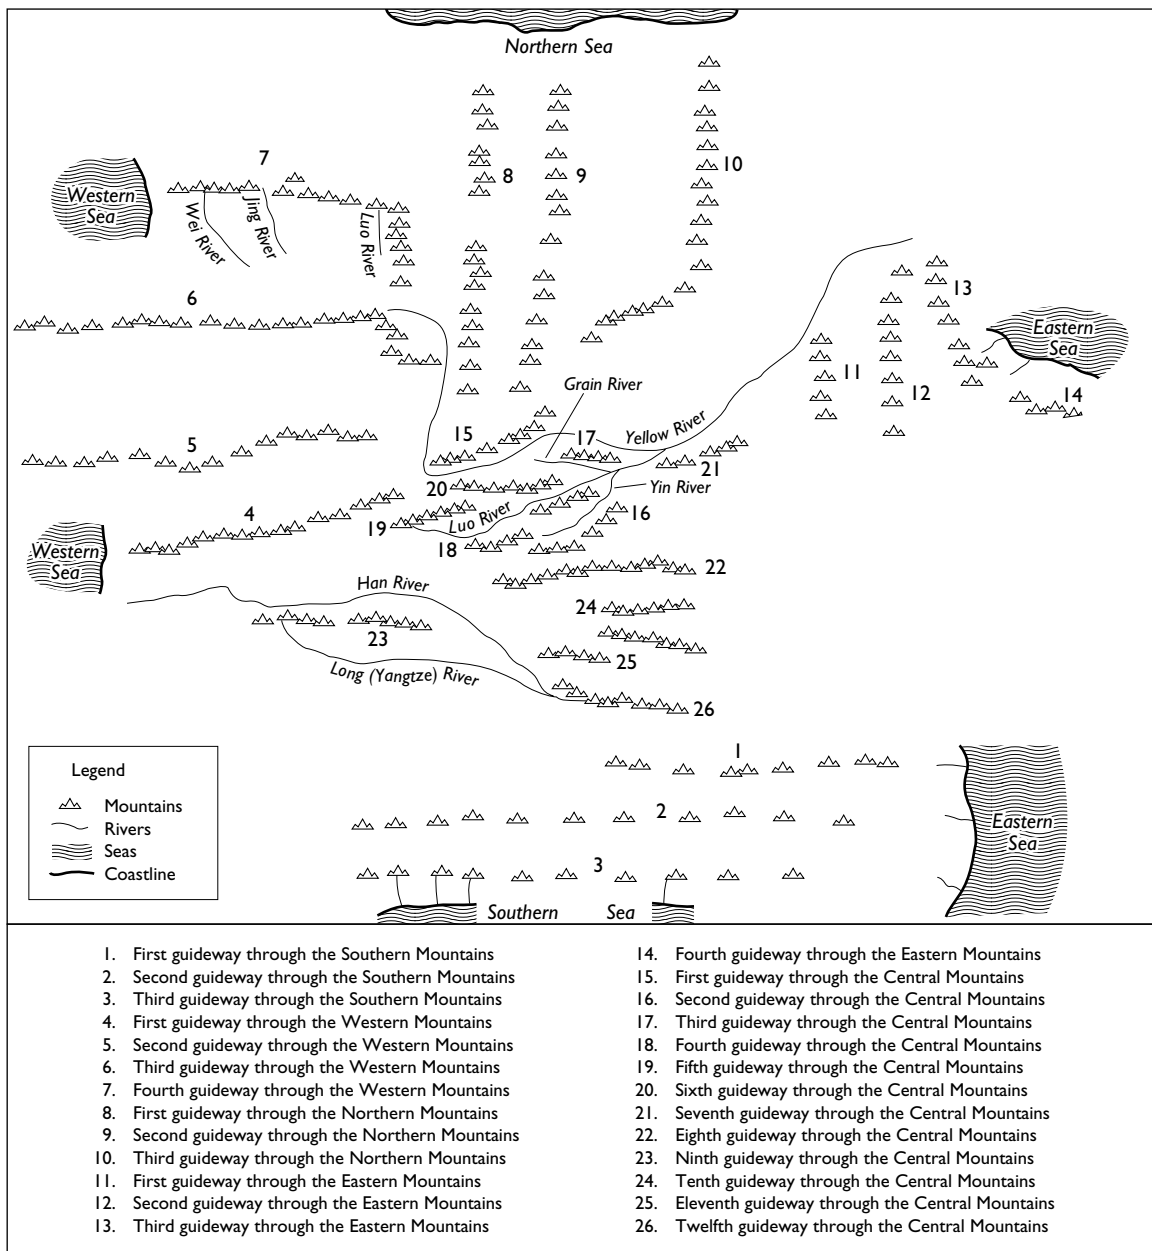 Northern Sea
7
8
9
10
Western
Sea
Wei River
Jing River
Luo River
6
13
Eastern
Sea
11
12
14
Grain River
15
17
Yellow River
5
21
20
Yin River
4
19
Luo River
16
18
Western
Sea
22
Han River
24
23
25
Long (Yangtze) River
26
1
2
3
Eastern
Sea
Southern Sea
Legend
Mountains
Rivers
Seas
Coastline
1. First guideway through the Southern Mountains
2. Second guideway through the Southern Mountains
3. Third guideway through the Southern Mountains
4. First guideway through the Western Mountains
5. Second guideway through the Western Mountains
6. Third guideway through the Western Mountains
7. Fourth guideway through the Western Mountains
8. First guideway through the Northern Mountains
9. Second guideway through the Northern Mountains
10. Third guideway through the Northern Mountains
11. First guideway through the Eastern Mountains
12. Second guideway through the Eastern Mountains
13. Third guideway through the Eastern Mountains
14. Fourth guideway through the Eastern Mountains
15. First guideway through the Central Mountains
16. Second guideway through the Central Mountains
17. Third guideway through the Central Mountains
18. Fourth guideway through the Central Mountains
19. Fifth guideway through the Central Mountains
20. Sixth guideway through the Central Mountains
21. Seventh guideway through the Central Mountains
22. Eighth guideway through the Central Mountains
23. Ninth guideway through the Central Mountains
24. Tenth guideway through the Central Mountains
25. Eleventh guideway through the Central Mountains
26. Twelfth guideway through the Central Mountains